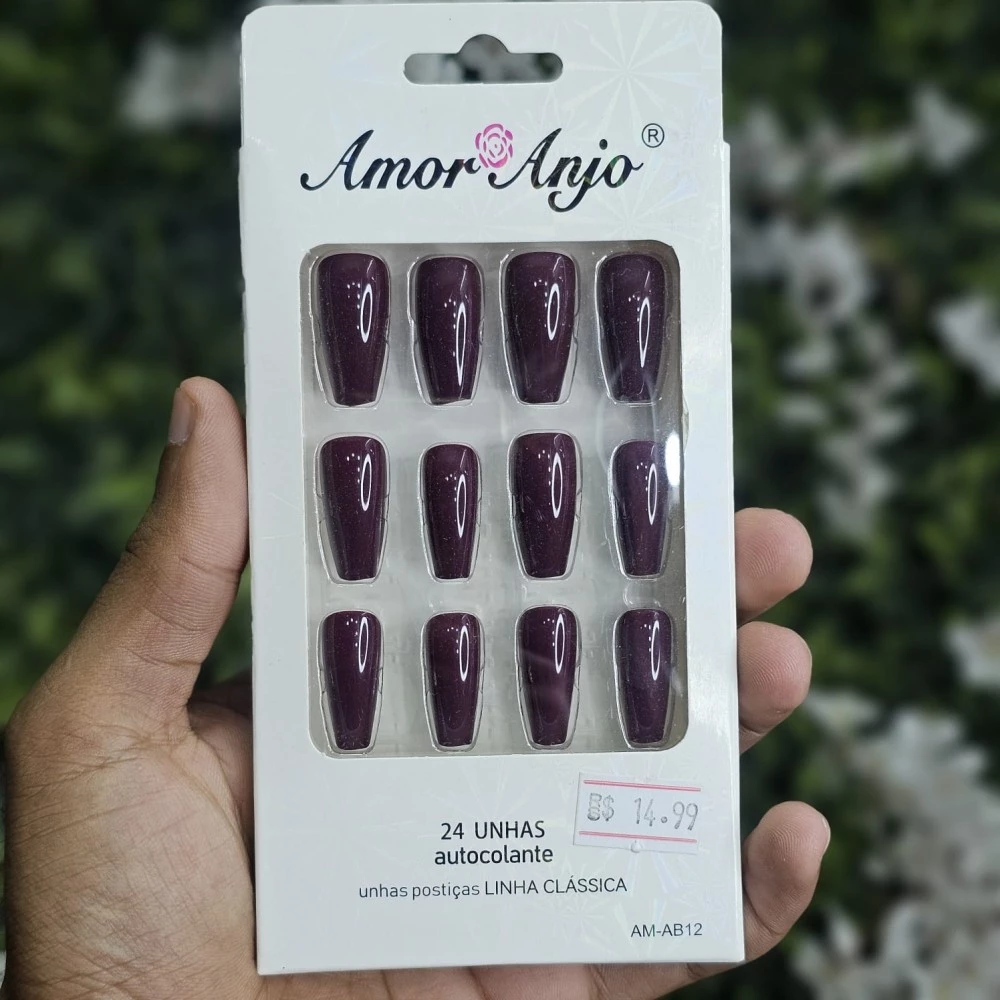 Amor Anjo ®
24 UNHAS
autocolante
unhas postiças LINHA CLÁSSICA
AM-AB12
14.99